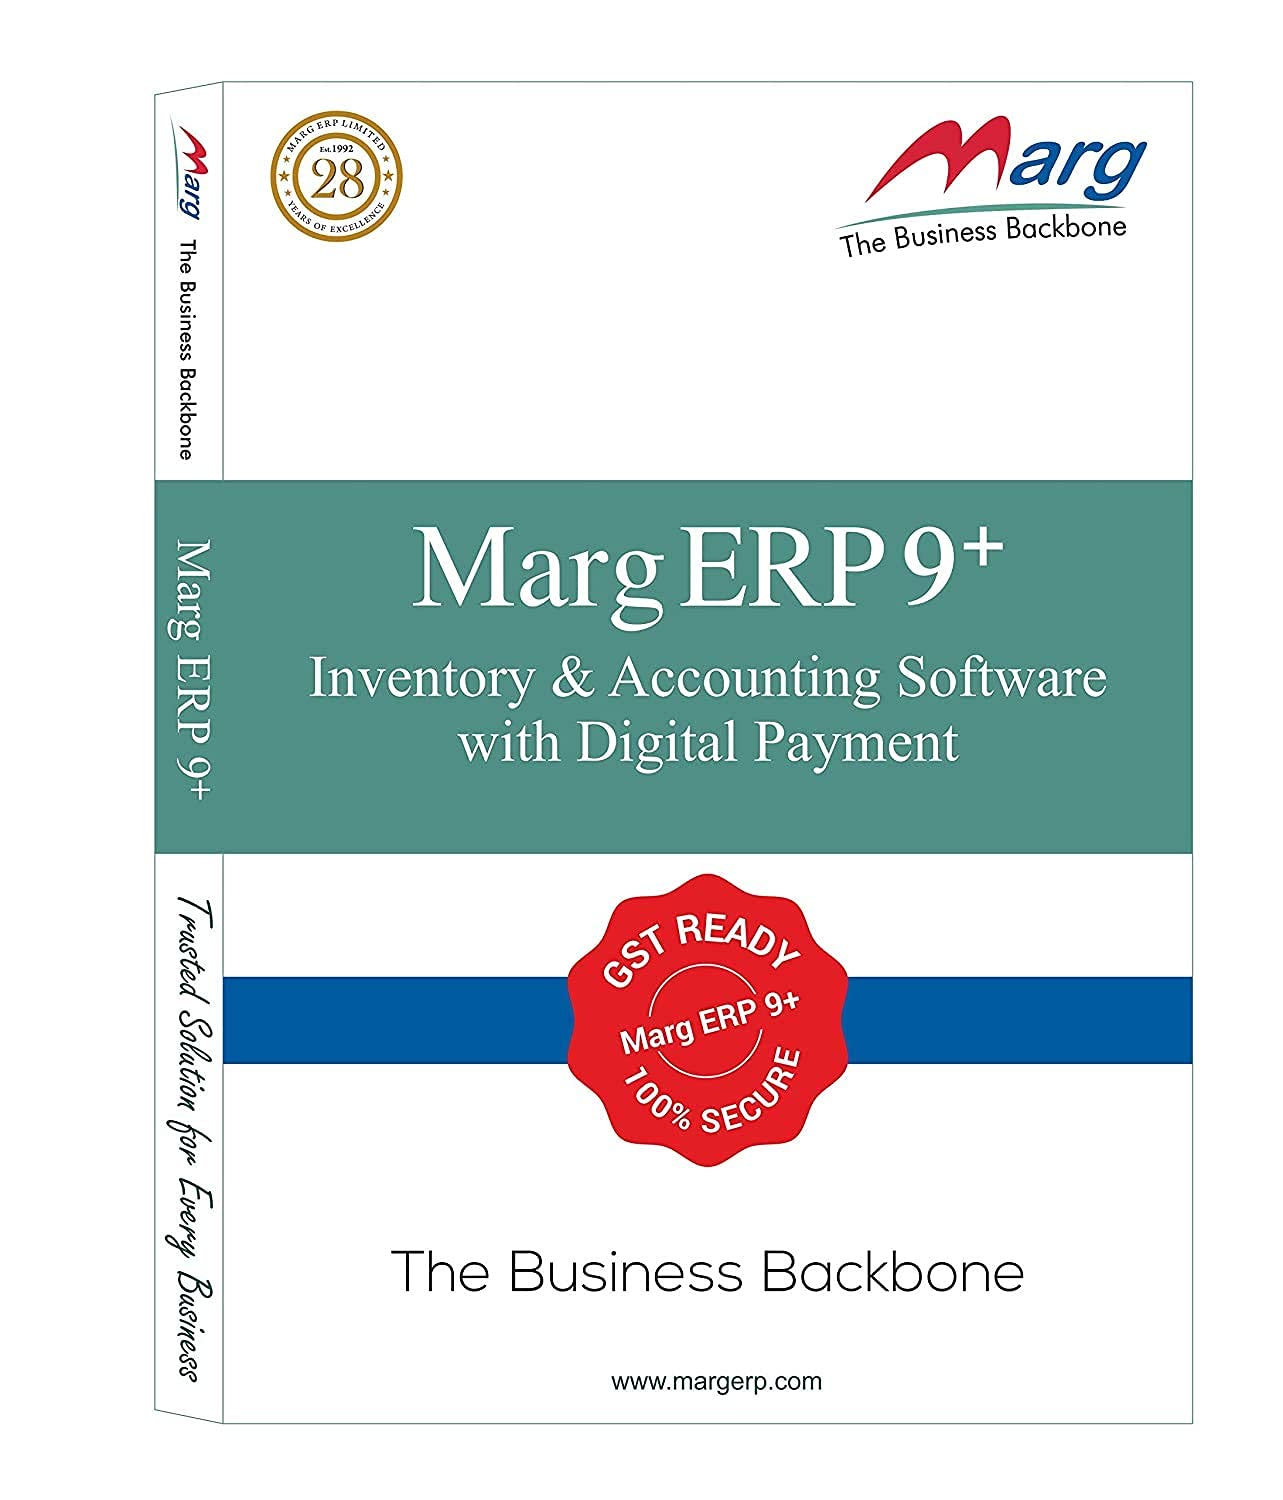 MARG ERP LIMITED
Est. 1992
28
YEARS OF EXCELLENCE
Marg
The Business Backbone
Marg ERP 9+
Inventory & Accounting Software
with Digital Payment
GST READY
Marg ERP 9+
100% SECURE
The Business Backbone
www.margerp.com
Marg The Business Backbone
Marg ERP 9+
Trusted Solution for Every Business